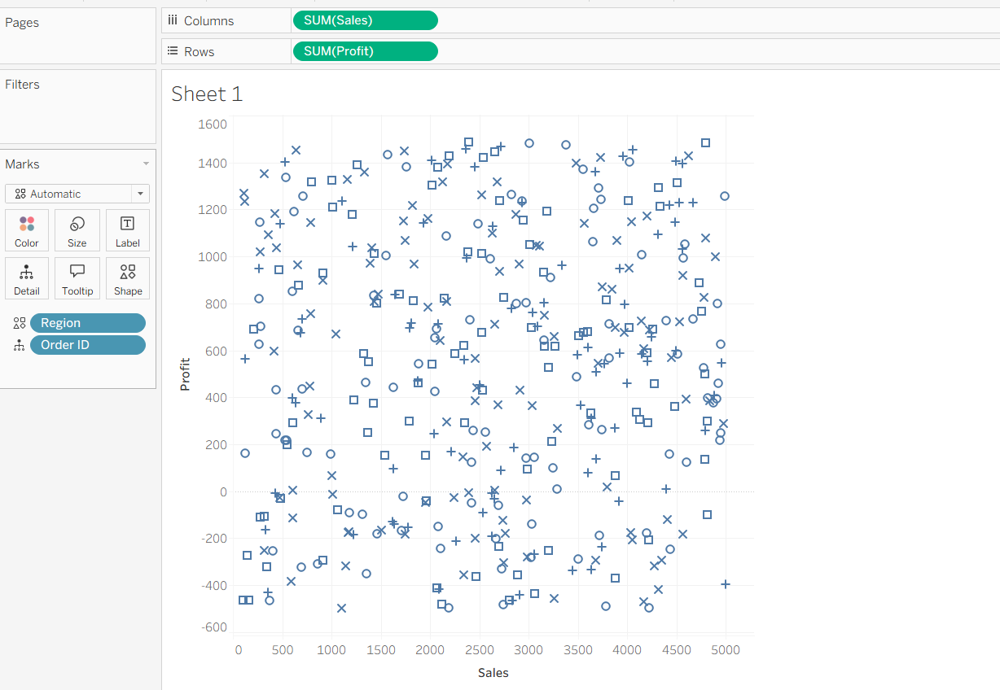 Pages
Columns
SUM(Sales)
Rows
SUM(Profit)
Filters
Marks
Automatic
Color
Size
Label
Detail
Tooltip
Shape
Region
Order ID
Sheet 1
1600
1400
1200
1000
800
600
400
200
0
-200
-400
-600
Profit
0 500 1000 1500 2000 2500 3000 3500 4000 4500 5000
Sales